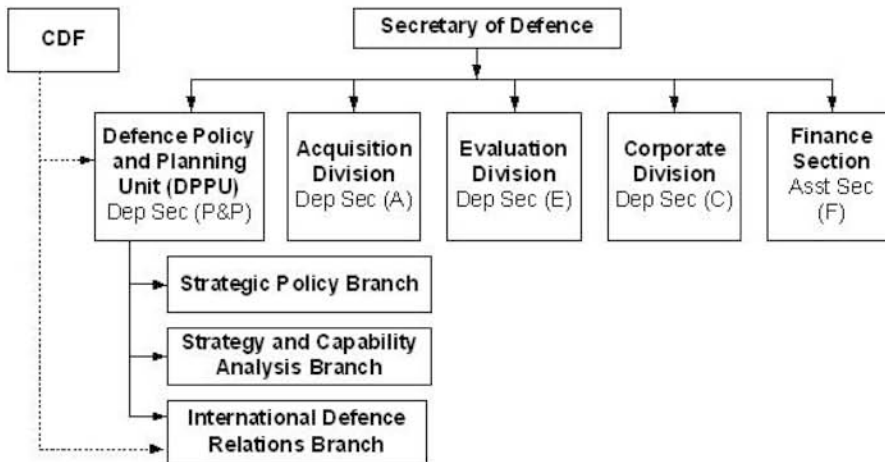 CDF
Secretary of Defence
Defence Policy
and Planning
Unit (DPPU)
Dep Sec (P&P)
Acquisition
Division
Dep Sec (A)
Evaluation
Division
Dep Sec (E)
Corporate
Division
Dep Sec (C)
Finance
Section
Asst Sec
(F)
Strategic Policy Branch
Strategy and Capability
Analysis Branch
International Defence
Relations Branch